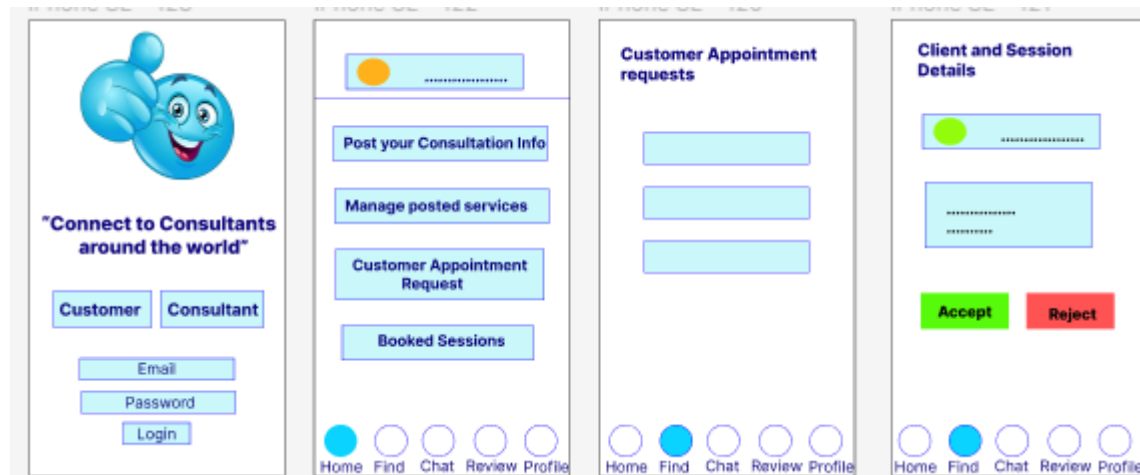 "Connect to Consultants
around the world"
Customer
Consultant
Email
Password
Login
Post your Consultation Info
Manage posted services
Customer Appointment
Request
Booked Sessions
Home Find Chat Review Profile
Customer Appointment
requests
Home Find Chat Review Profile
Client and Session
Details
Accept
Reject
Home Find Chat Review Profile